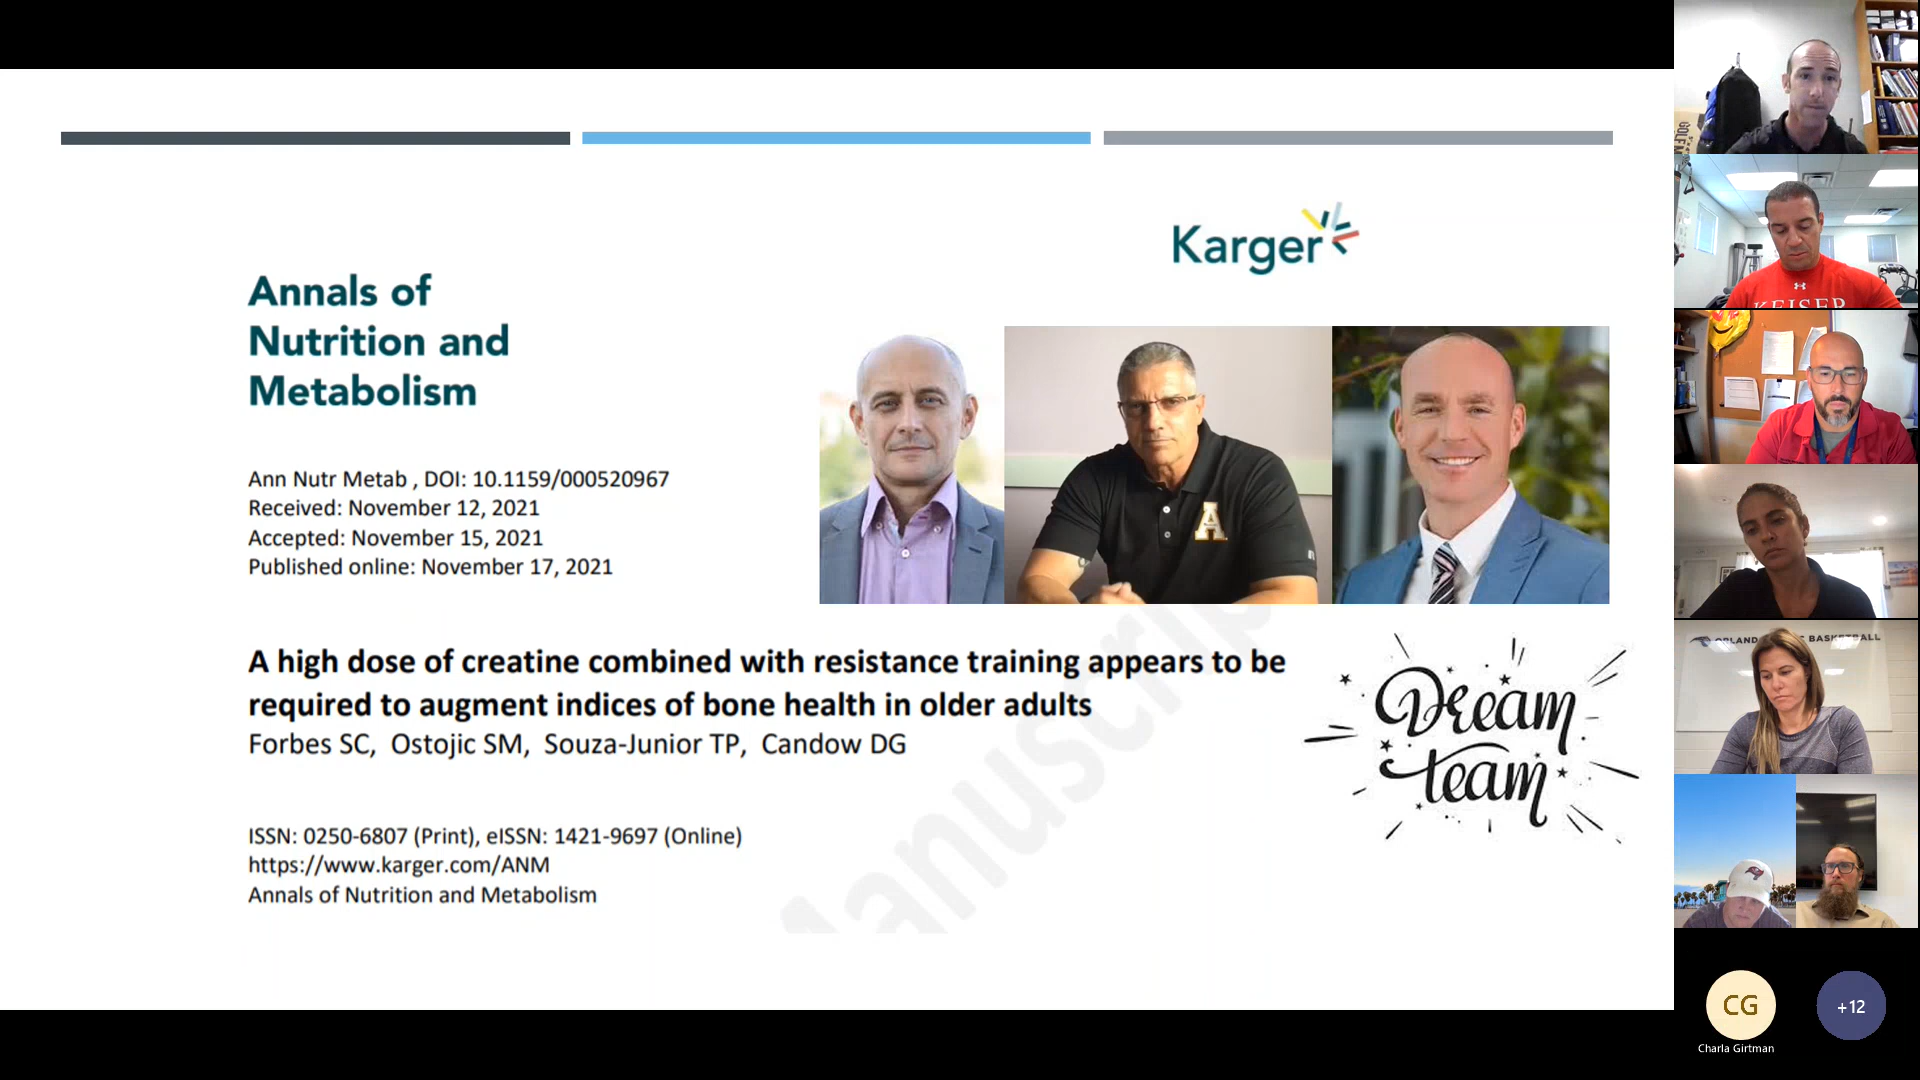 Karger
Annals of
Nutrition and
Metabolism
Ann Nutr Metab , DOI: 10.1159/000520967
Received: November 12, 2021
Accepted: November 15, 2021
Published online: November 17, 2021
A
A high dose of creatine combined with resistance training appears to be
required to augment indices of bone health in older adults
Forbes SC, Ostojic SM, Souza-Junior TP, Candow DG
Dream
team
ISSN: 0250-6807 (Print), eISSN: 1421-9697 (Online)
https://www.karger.com/ANM
Annals of Nutrition and Metabolism
KEISER
BASKETBALL
CG
+12
Charla Girtman